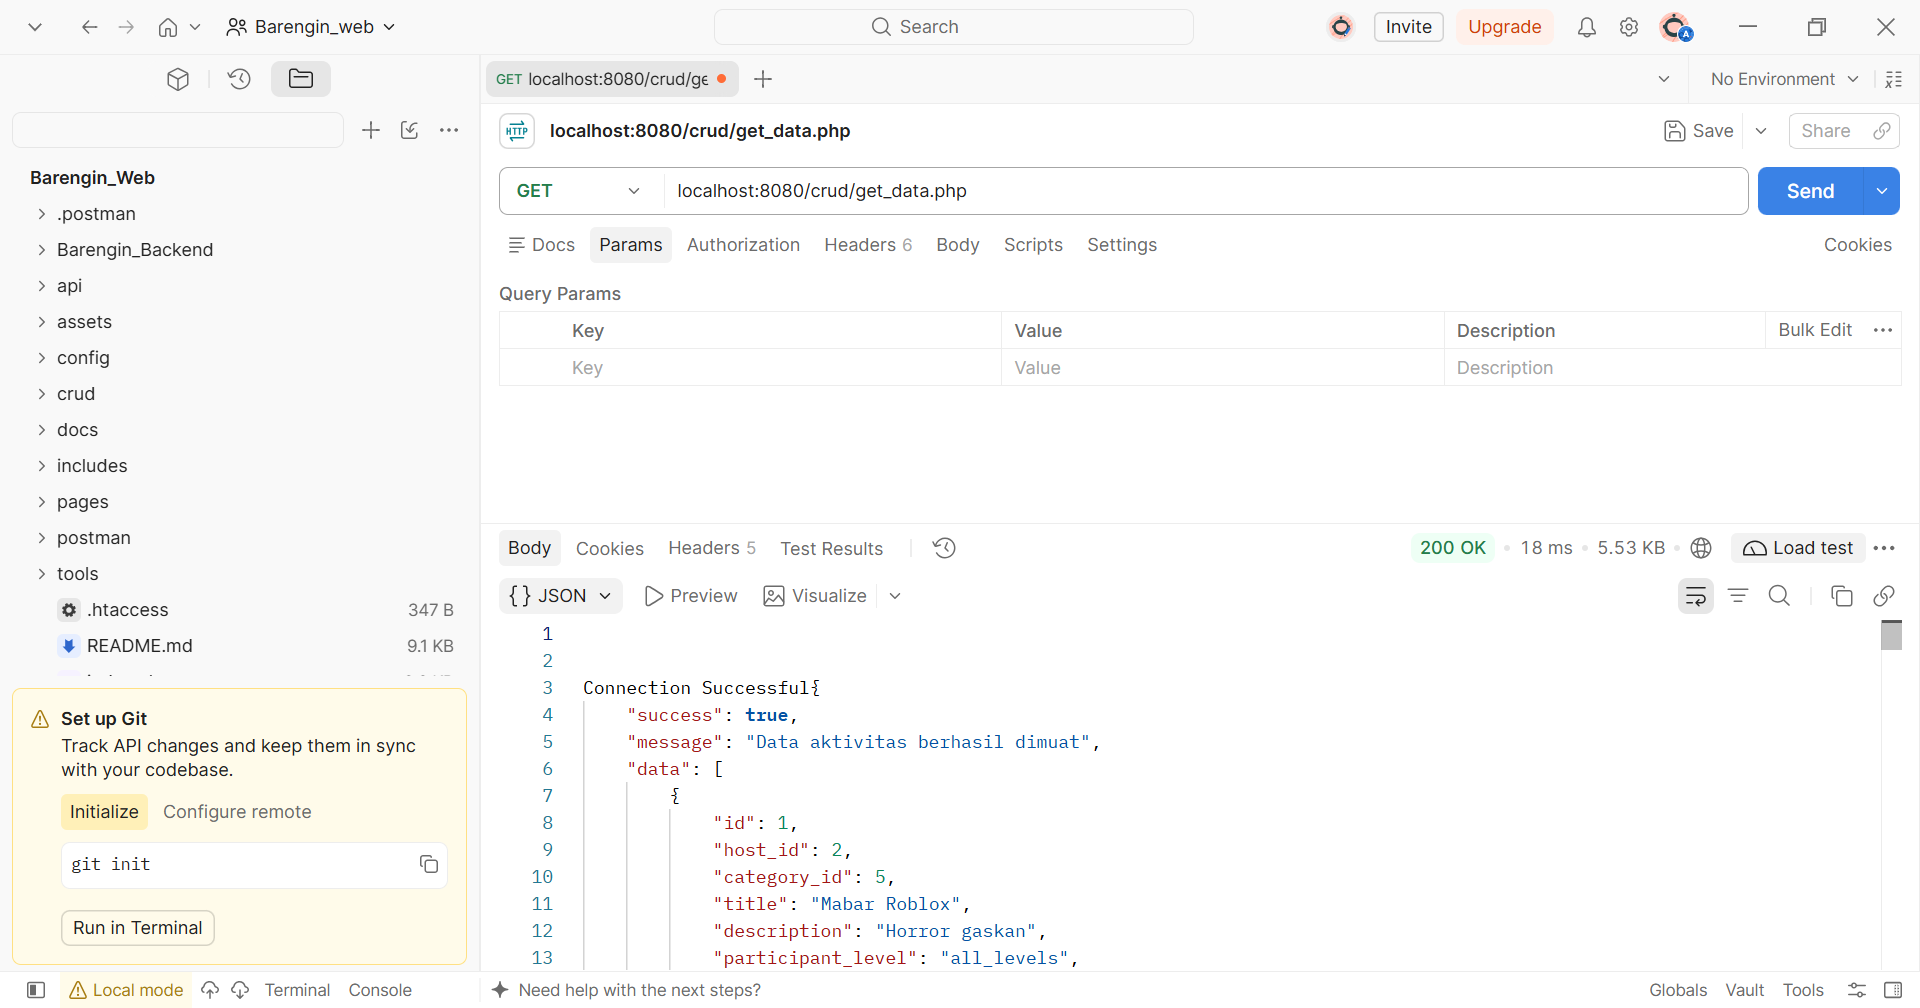 Barengin_web
Search
Invite
Upgrade
GET localhost:8080/crud/ge
No Environment
HTTP localhost:8080/crud/get_data.php
Save
Share
Barengin_Web
.postman
Barengin_Backend
api
assets
config
crud
docs
includes
pages
postman
tools
.htaccess 347 B
README.md 9.1 KB
Set up Git
Track API changes and keep them in sync
with your codebase.
Initialize Configure remote
git init
Run in Terminal
GET localhost:8080/crud/get_data.php
Send
Docs Params Authorization Headers 6 Body Scripts Settings Cookies
Query Params
Key Value Description Bulk Edit
Key Value Description
Body Cookies Headers 5 Test Results 200 OK 18 ms 5.53 KB Load test
{} JSON Preview Visualize
1
2
3 Connection Successful{
4 "success": true,
5 "message": "Data aktivitas berhasil dimuat",
6 "data": [
7 {
8 "id": 1,
9 "host_id": 2,
10 "category_id": 5,
11 "title": "Mabar Roblox",
12 "description": "Horror gaskan",
13 "participant_level": "all_levels",
Local mode Terminal Console Need help with the next steps? Globals Vault Tools